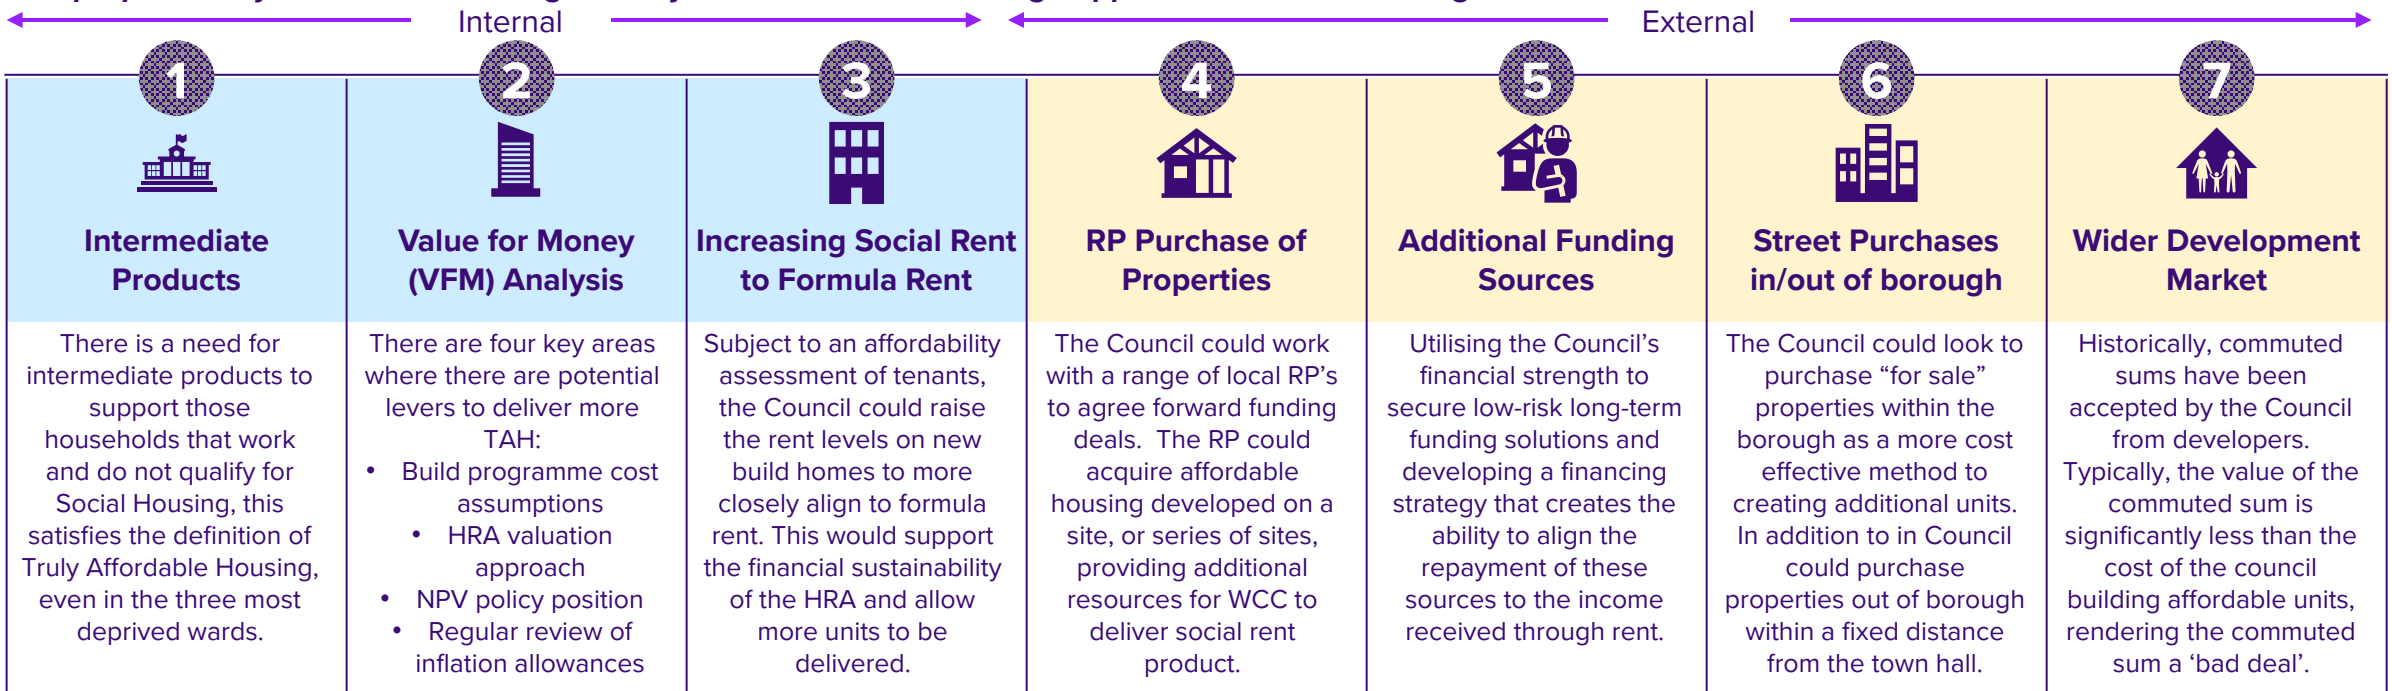 Internal
External
1
2
3
4
5
6
7
Intermediate
Products
Value for Money
(VFM) Analysis
Increasing Social Rent
to Formula Rent
RP Purchase of
Properties
Additional Funding
Sources
Street Purchases
in/out of borough
Wider Development
Market
There is a need for
intermediate products to
support those
households that work
and do not qualify for
Social Housing, this
satisfies the definition of
Truly Affordable Housing,
even in the three most
deprived wards.
There are four key areas
where there are potential
levers to deliver more
TAH:
• Build programme cost
assumptions
• HRA valuation
approach
• NPV policy position
• Regular review of
inflation allowances
Subject to an affordability
assessment of tenants,
the Council could raise
the rent levels on new
build homes to more
closely align to formula
rent. This would support
the financial sustainability
of the HRA and allow
more units to be
delivered.
The Council could work
with a range of local RP's
to agree forward funding
deals.  The RP could
acquire affordable
housing developed on a
site, or series of sites,
providing additional
resources for WCC to
deliver social rent
product.
Utilising the Council's
financial strength to
secure low-risk long-term
funding solutions and
developing a financing
strategy that creates the
ability to align the
repayment of these
sources to the income
received through rent.
The Council could look to
purchase “for sale”
properties within the
borough as a more cost
effective method to
creating additional units.
In addition to in Council
could purchase
properties out of borough
within a fixed distance
from the town hall.
Historically, commuted
sums have been
accepted by the Council
from developers.
Typically, the value of the
commuted sum is
significantly less than the
cost of the council
building affordable units,
rendering the commuted
sum a ‘bad deal’.